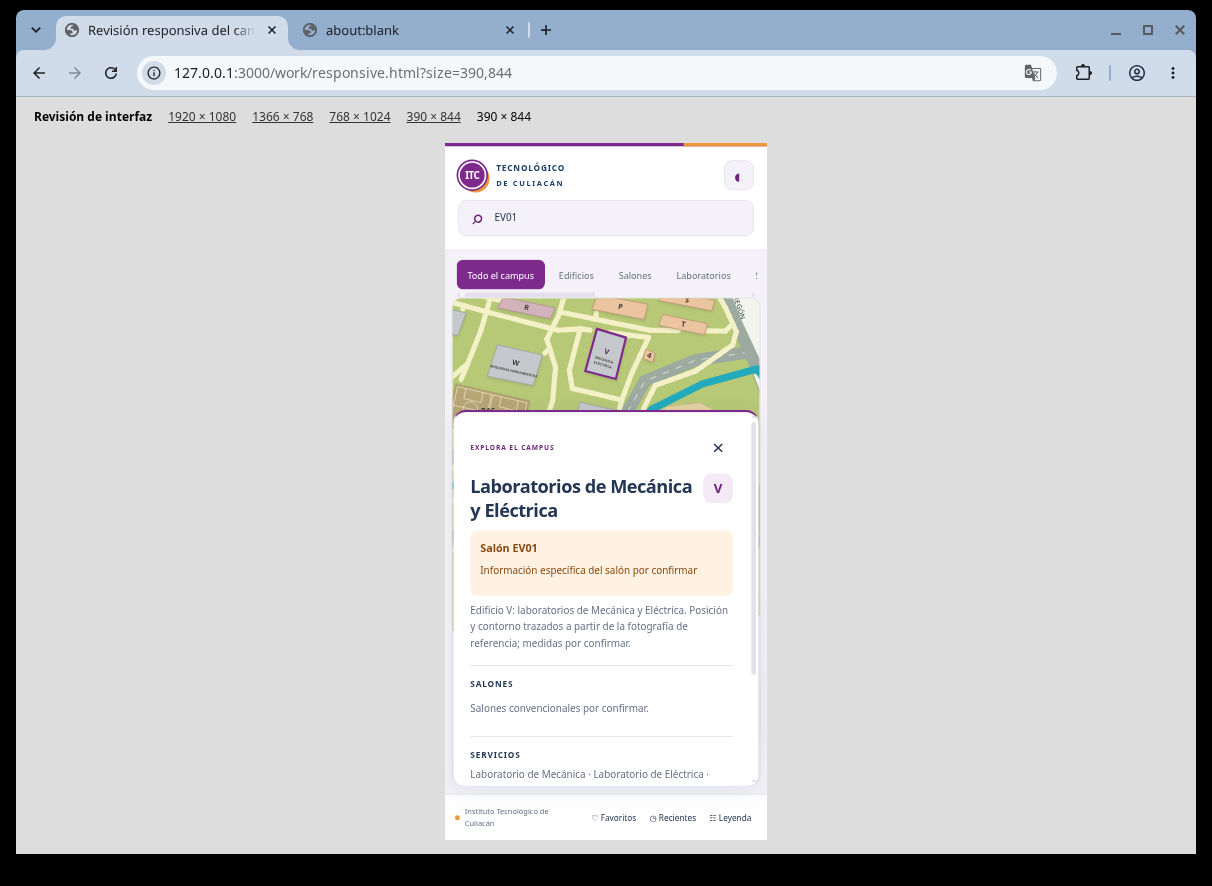 Revisión responsiva del can
about:blank
127.0.0.1:3000/work/responsive.html?size=390,844
Revisión de interfaz 1920 × 1080 1366 × 768 768 × 1024 390 × 844 390 × 844
ITC
TECNOLÓGICO
DE CULIACÁN
EV01
Todo el campus Edificios Salones Laboratorios
R
P
S
T
V
MECÁNICA
ELÉCTRICA
4
W
EXPLORA EL CAMPUS
Laboratorios de Mecánica
y Eléctrica
V
Salón EV01
Información específica del salón por confirmar
Edificio V: laboratorios de Mecánica y Eléctrica. Posición
y contorno trazados a partir de la fotografía de
referencia; medidas por confirmar.
SALONES
Salones convencionales por confirmar.
SERVICIOS
Laboratorio de Mecánica · Laboratorio de Eléctrica ·
Instituto Tecnológico de
Culiacán
Favoritos Recientes Leyenda